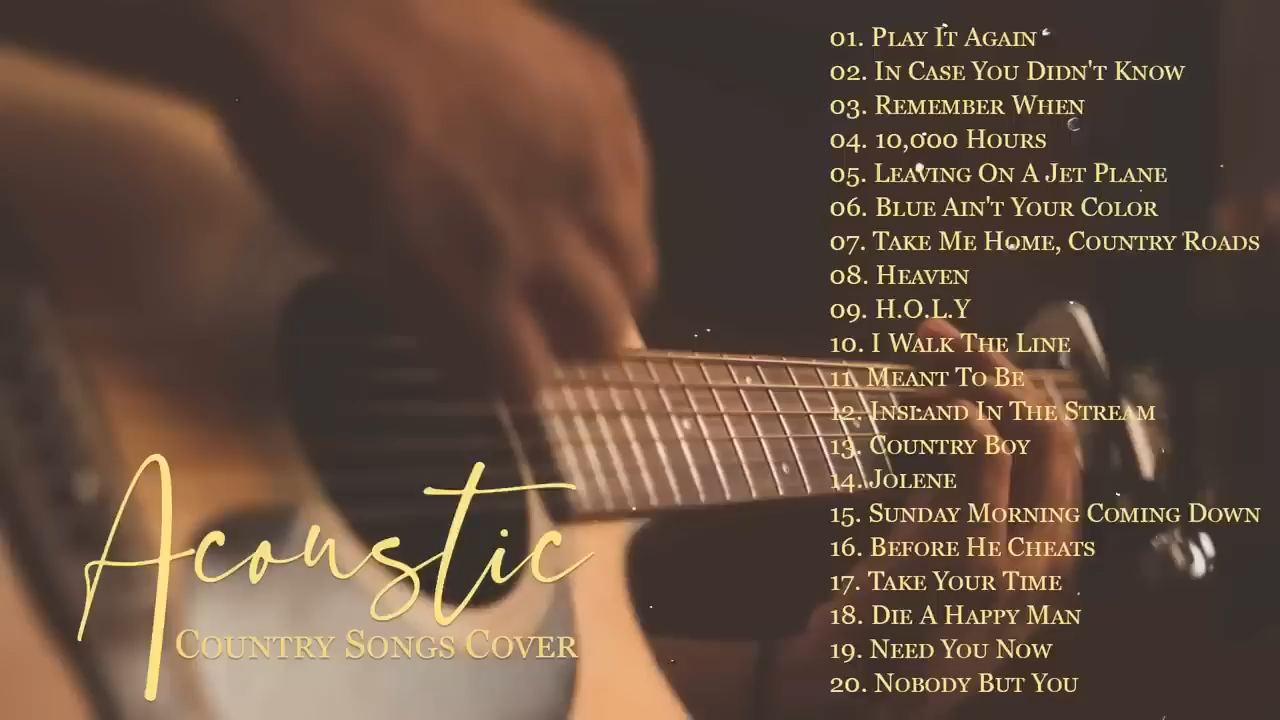 01. Play It Again
02. In Case You Didn't Know
03. Remember When
04. 10,000 Hours
05. Leaving On A Jet Plane
06. Blue Ain't Your Color
07. Take Me Home, Country Roads
08. Heaven
09. H.O.L.Y
10. I Walk The Line
11. Meant To Be
12. Insland In The Stream
13. Country Boy
14. Jolene
15. Sunday Morning Coming Down
16. Before He Cheats
17. Take Your Time
18. Die A Happy Man
19. Need You Now
20. Nobody But You
Acoustic
Country Songs Cover